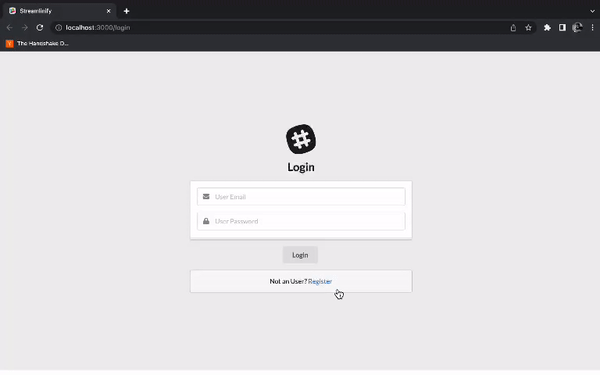 Streamlinify
localhost:3000/login
The Handshake D...
Login
User Email
User Password
Login
Not an User? Register